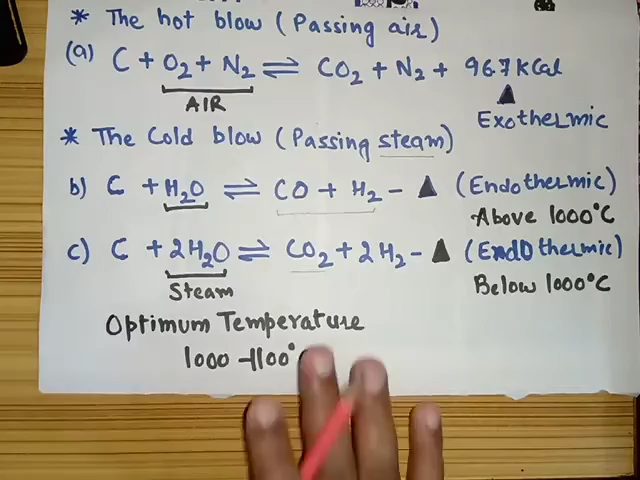 * The hot blow (Passing air)
(a) C + O₂ + N₂ ⇌ CO₂ + N₂ + 96.7 KCal
AIR
▲
Exothermic
* The Cold blow (Passing steam)
b) C + H₂O ⇌ CO + H₂ - ▲ (Endothermic)
Above 1000°C
c) C + 2H₂O ⇌ CO₂ + 2H₂ - ▲ (EndOthermic)
Steam
Below 1000°C
Optimum Temperature
1000 - 1100°